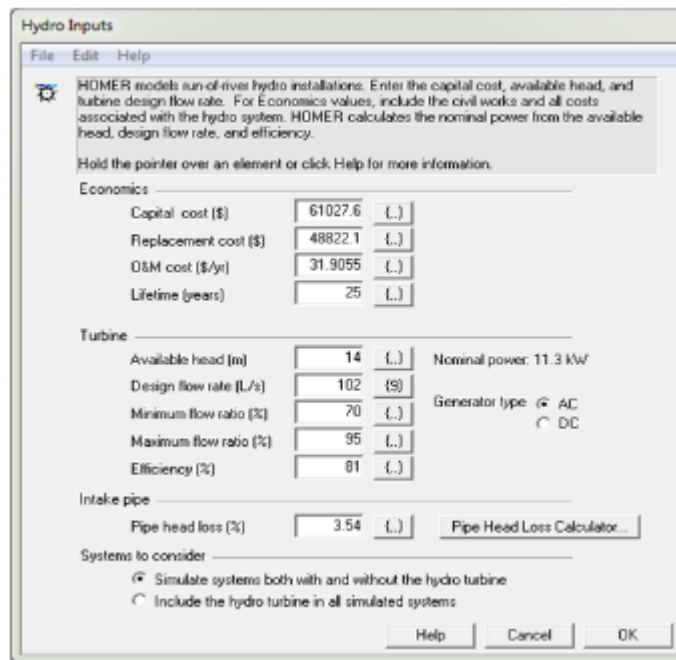 Hydro Inputs
File Edit Help
HOMER models run-of-river hydro installations. Enter the capital cost, available head, and
turbine design flow rate. For Economics values, include the civil works and all costs
associated with the hydro system. HOMER calculates the nominal power from the available
head, design flow rate, and efficiency.
Hold the pointer over an element or click Help for more information.
Economics
Capital cost ($) 61027.6 {..}
Replacement cost ($) 48822.1 {..}
O&M cost ($/yr) 31.9055 {..}
Lifetime (years) 25 {..}
Turbine
Available head (m) 14 {..} Nominal power: 11.3 kW
Design flow rate (L/s) 102 {9}
Generator type AC
Minimum flow ratio (%) 70 {..}
DC
Maximum flow ratio (%) 95 {..}
Efficiency (%) 81 {..}
Intake pipe
Pipe head loss (%) 3.54 {..} Pipe Head Loss Calculator...
Systems to consider
Simulate systems both with and without the hydro turbine
Include the hydro turbine in all simulated systems
Help Cancel OK